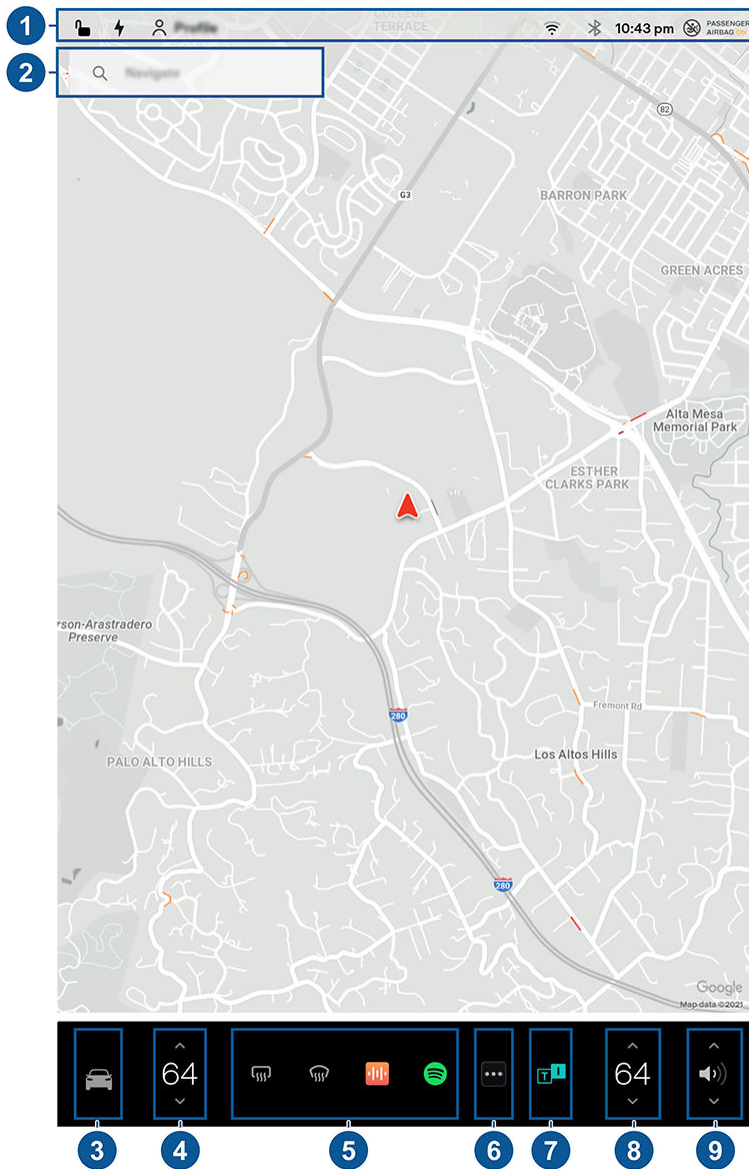 COLLEGE
TERRACE
1
Profile
10:43 pm
PASSENGER
AIRBAG ON
2
Navigate
82
G3
BARRON PARK
GREEN ACRES
Alta Mesa
Memorial Park
ESTHER
CLARKS PARK
rson-Arastradero
Preserve
280
Fremont Rd
Los Altos Hills
PALO ALTO HILLS
280
Google
Map data ©2021
64
T
I
64
3
4
5
6
7
8
9